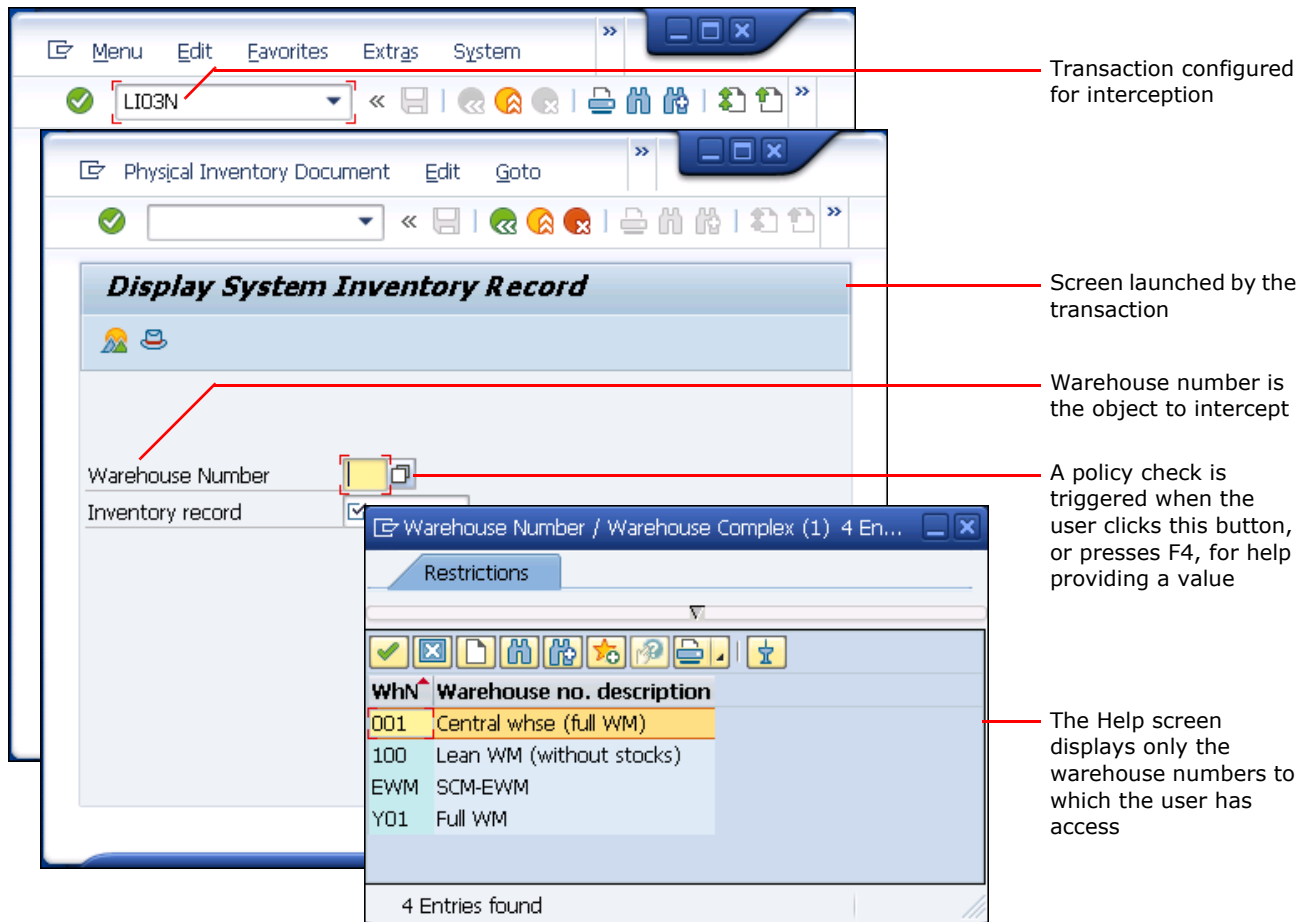 Menu Edit Favorites Extras System »
LI03N « »
Transaction configured
for interception
Physical Inventory Document Edit Goto »
« »
Display System Inventory Record
Screen launched by the
transaction
Warehouse number is
the object to intercept
Warehouse Number
Inventory record
A policy check is
triggered when the
user clicks this button,
or presses F4, for help
providing a value
Warehouse Number / Warehouse Complex (1) 4 En...
Restrictions
WhN Warehouse no. description
001 Central whse (full WM)
100 Lean WM (without stocks)
EWM SCM-EWM
Y01 Full WM
4 Entries found
The Help screen
displays only the
warehouse numbers to
which the user has
access